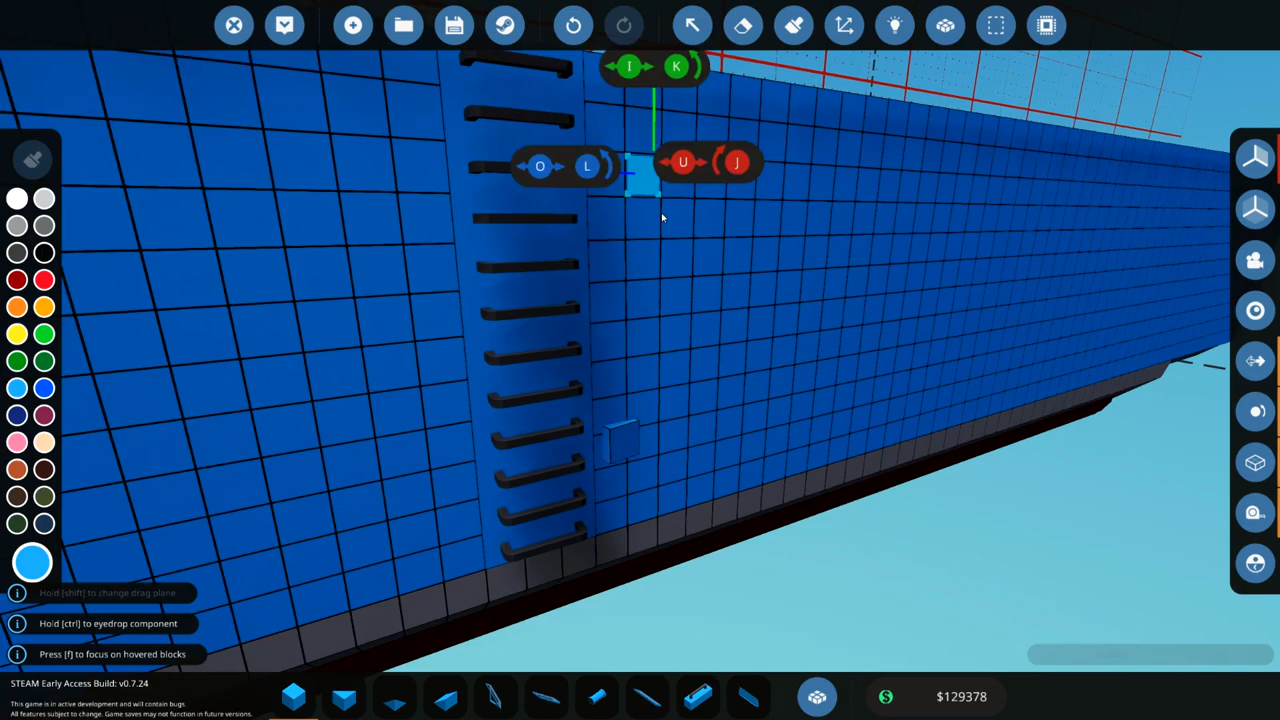 I K
O L U J
Hold [shift] to change drag plane
Hold [ctrl] to eyedrop component
Press [f] to focus on hovered blocks
STEAM Early Access Build: v0.7.24
This game is in active development and will contain bugs.
All features subject to change. Game saves may not function in future versions.
$ $129378